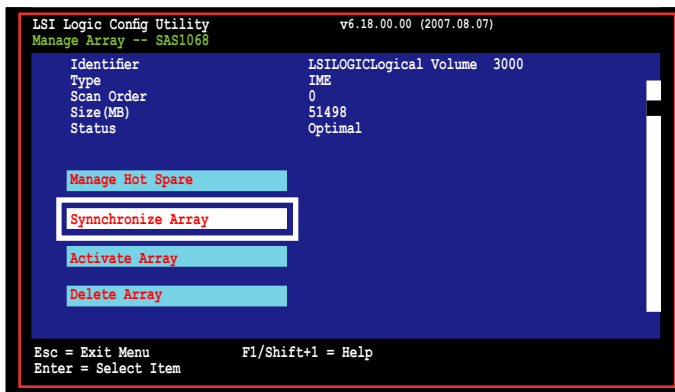 LSI Logic Config Utility v6.18.00.00 (2007.08.07)
Manage Array -- SAS1068
Identifier LSILOGICLogical Volume 3000
Type IME
Scan Order 0
Size(MB) 51498
Status Optimal
Manage Hot Spare
Synnchronize Array
Activate Array
Delete Array
Esc = Exit Menu F1/Shift+1 = Help
Enter = Select Item